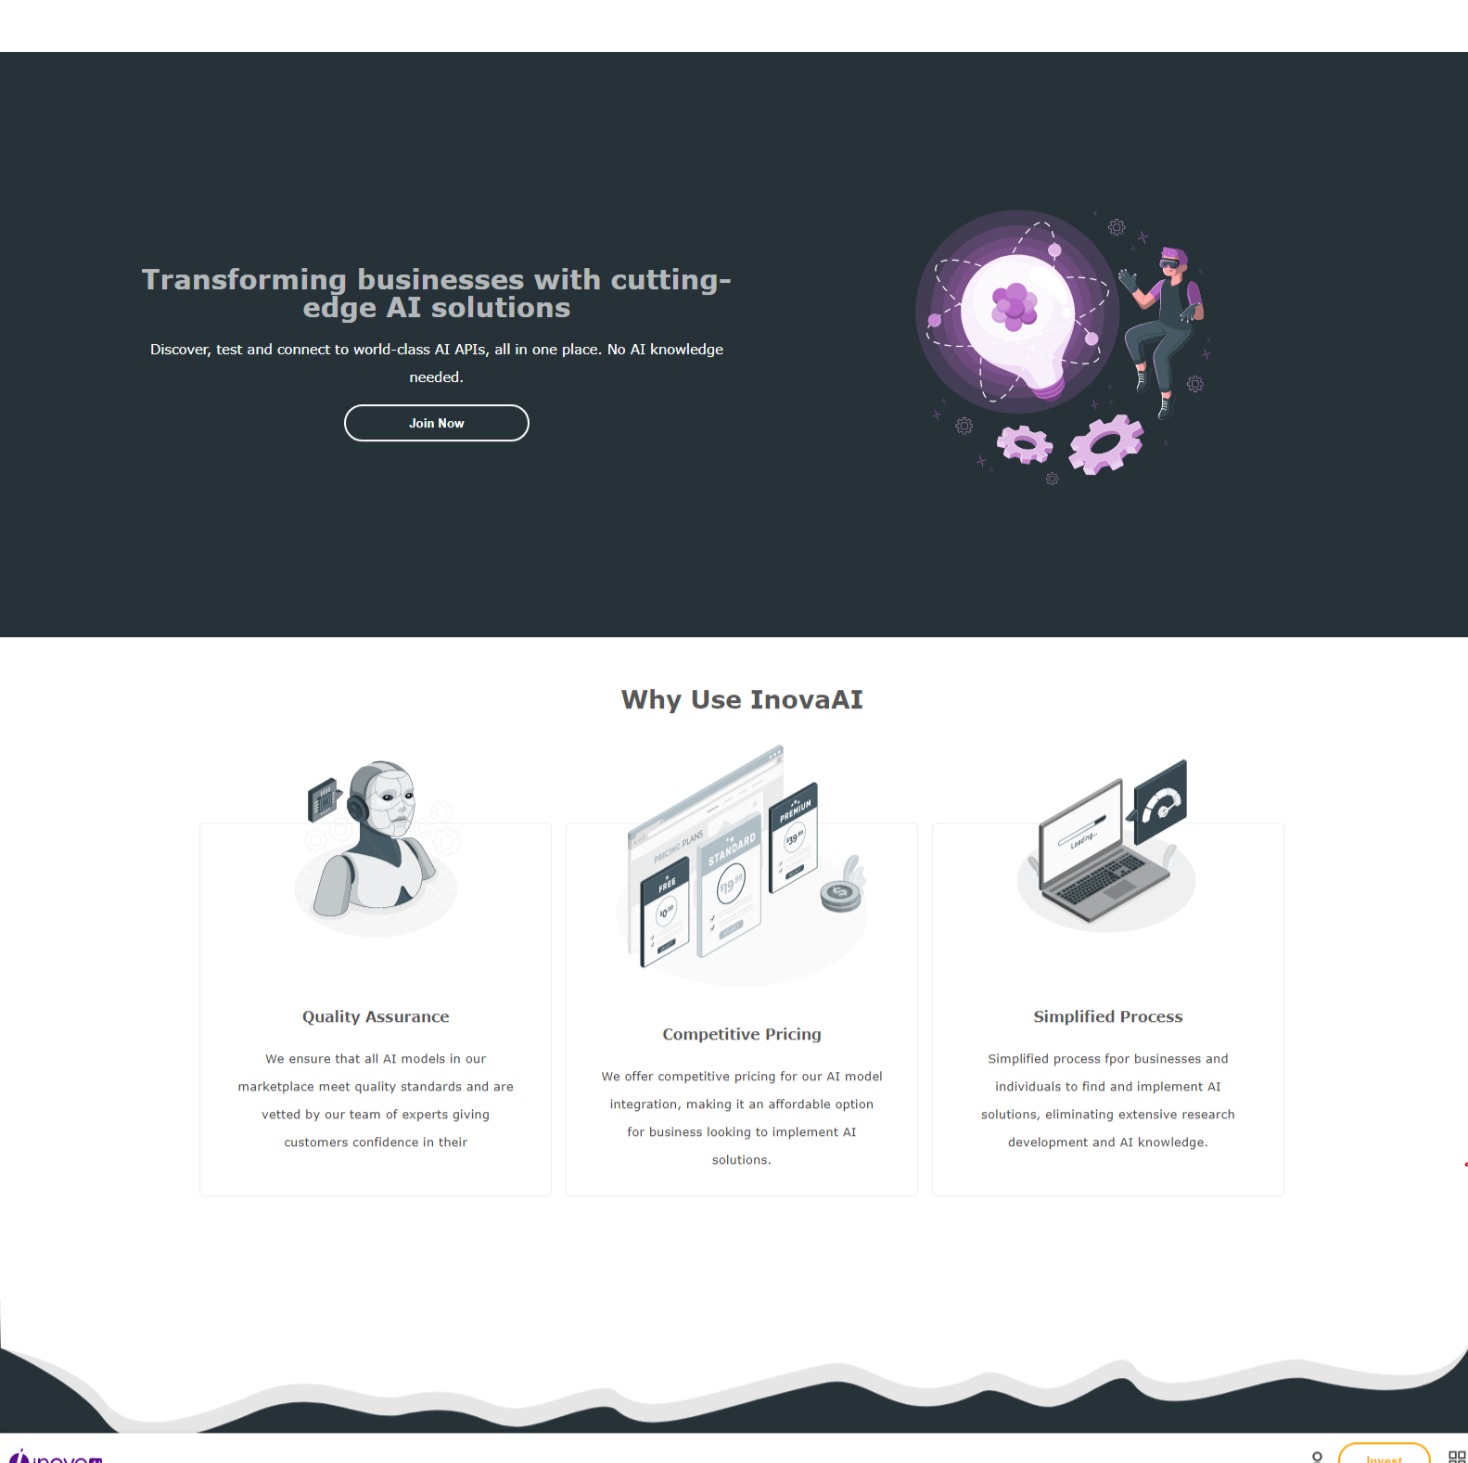 Transforming businesses with cutting-
edge AI solutions
Discover, test and connect to world-class AI APIs, all in one place. No AI knowledge
needed.
Join Now
Why Use InovaAI
PRICING PLANS
FREE
$0.00
STANDARD
$19.99
PREMIUM
$39.99
Loading...
Quality Assurance
We ensure that all AI models in our
marketplace meet quality standards and are
vetted by our team of experts giving
customers confidence in their
Competitive Pricing
We offer competitive pricing for our AI model
integration, making it an affordable option
for business looking to implement AI
solutions.
Simplified Process
Simplified process fpor businesses and
individuals to find and implement AI
solutions, eliminating extensive research
development and AI knowledge.
Invest